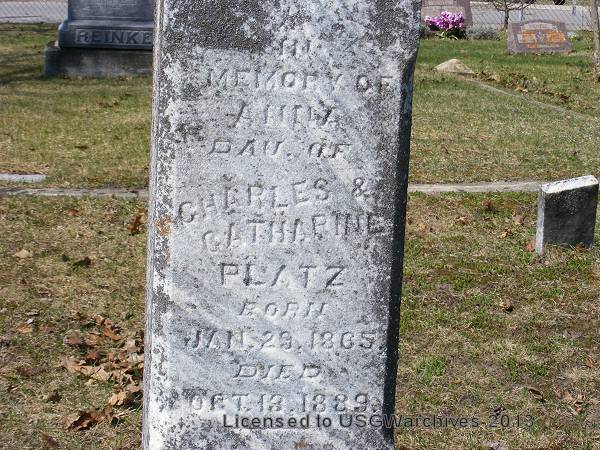 REINKE
IN
MEMORY OF
ANNA
DAU. OF
CHARLES &
CATHARINE
PLATZ
BORN
JAN. 29. 1865.
DIED
OCT. 13. 1889.
Licensed to USGWarchives 2013